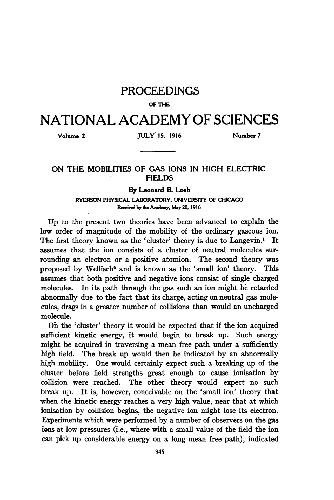 PROCEEDINGS
OF THE
NATIONAL ACADEMY OF SCIENCES
Volume 2 JULY 15, 1916 Number 7
ON THE MOBILITIES OF GAS IONS IN HIGH ELECTRIC
FIELDS
By Leonard B. Loeb
RYERSON PHYSICAL LABORATORY, UNIVERSITY OF CHICAGO
Received by the Academy, May 20, 1916
Up to the present two theories have been advanced to explain the
low order of magnitude of the mobility of the ordinary gaseous ion.
The first theory known as the 'cluster' theory is due to Langevin.¹ It
assumes that the ion consists of a cluster of neutral molecules sur-
rounding an electron or a positive atom. The second theory was
proposed by Wellisch² and is known as the 'small ion' theory. This
assumes that both positive and negative ions consist of single charged
molecules. In its path through the gas such an ion might be retarded
abnormally due to the fact that its charge, acting on neutral gas mole-
cules, drags in a greater number of collisions than would an uncharged
molecule.
On the 'cluster' theory it would be expected that if the ion acquired
sufficient kinetic energy, it would begin to break up. Such energy
might be acquired in traversing a mean free path under a sufficiently
high field. The break up would then be indicated by an abnormally
high mobility. One would certainly expect such a breaking up of the
cluster before field strengths great enough to cause ionisation by
collision were reached. The other theory would expect no such
break up. It is, however, conceivable on the 'small ion' theory that
when the kinetic energy reaches a very high value, near that at which
ionisation by collision begins, the negative ion might lose its electron.
Experiments which were performed by a number of observers on the gas
ions at low pressures (i.e., where with a small value of the field the ion
can pick up considerable energy on a long mean free path), indicated
345